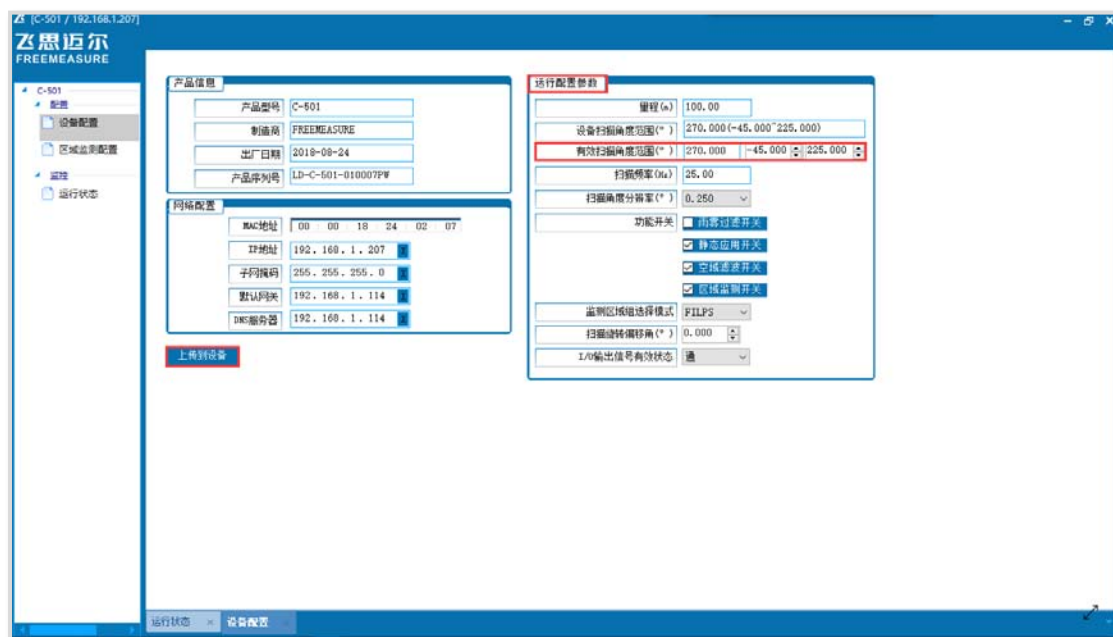 [C-501 / 192.168.1.207]
飞思迈尔
FREEMEASURE
C-501
配置
设备配置
区域监测配置
监控
运行状态
产品信息
产品型号 C-501
制造商 FREEMEASURE
出厂日期 2018-08-24
产品序列号 LD-C-501-010007PW
网络配置
MAC地址 00 00 18 24 02 07
IP地址 192.168.1.207
子网掩码 255.255.255.0
默认网关 192.168.1.114
DNS服务器 192.168.1.114
上传到设备
运行配置参数
量程(m) 100.00
设备扫描角度范围(°) 270.000(-45.000~225.000)
有效扫描角度范围(°) 270.000 -45.000 225.000
扫描频率(Hz) 25.00
扫描角度分辨率(°) 0.250
功能开关 雨雾过滤开关
静态应用开关
空域滤波开关
区域监测开关
监测区域组选择模式 FILPS
扫描旋转偏移角(°) 0.000
I/O输出信号有效状态 通
运行状态 × 设备配置